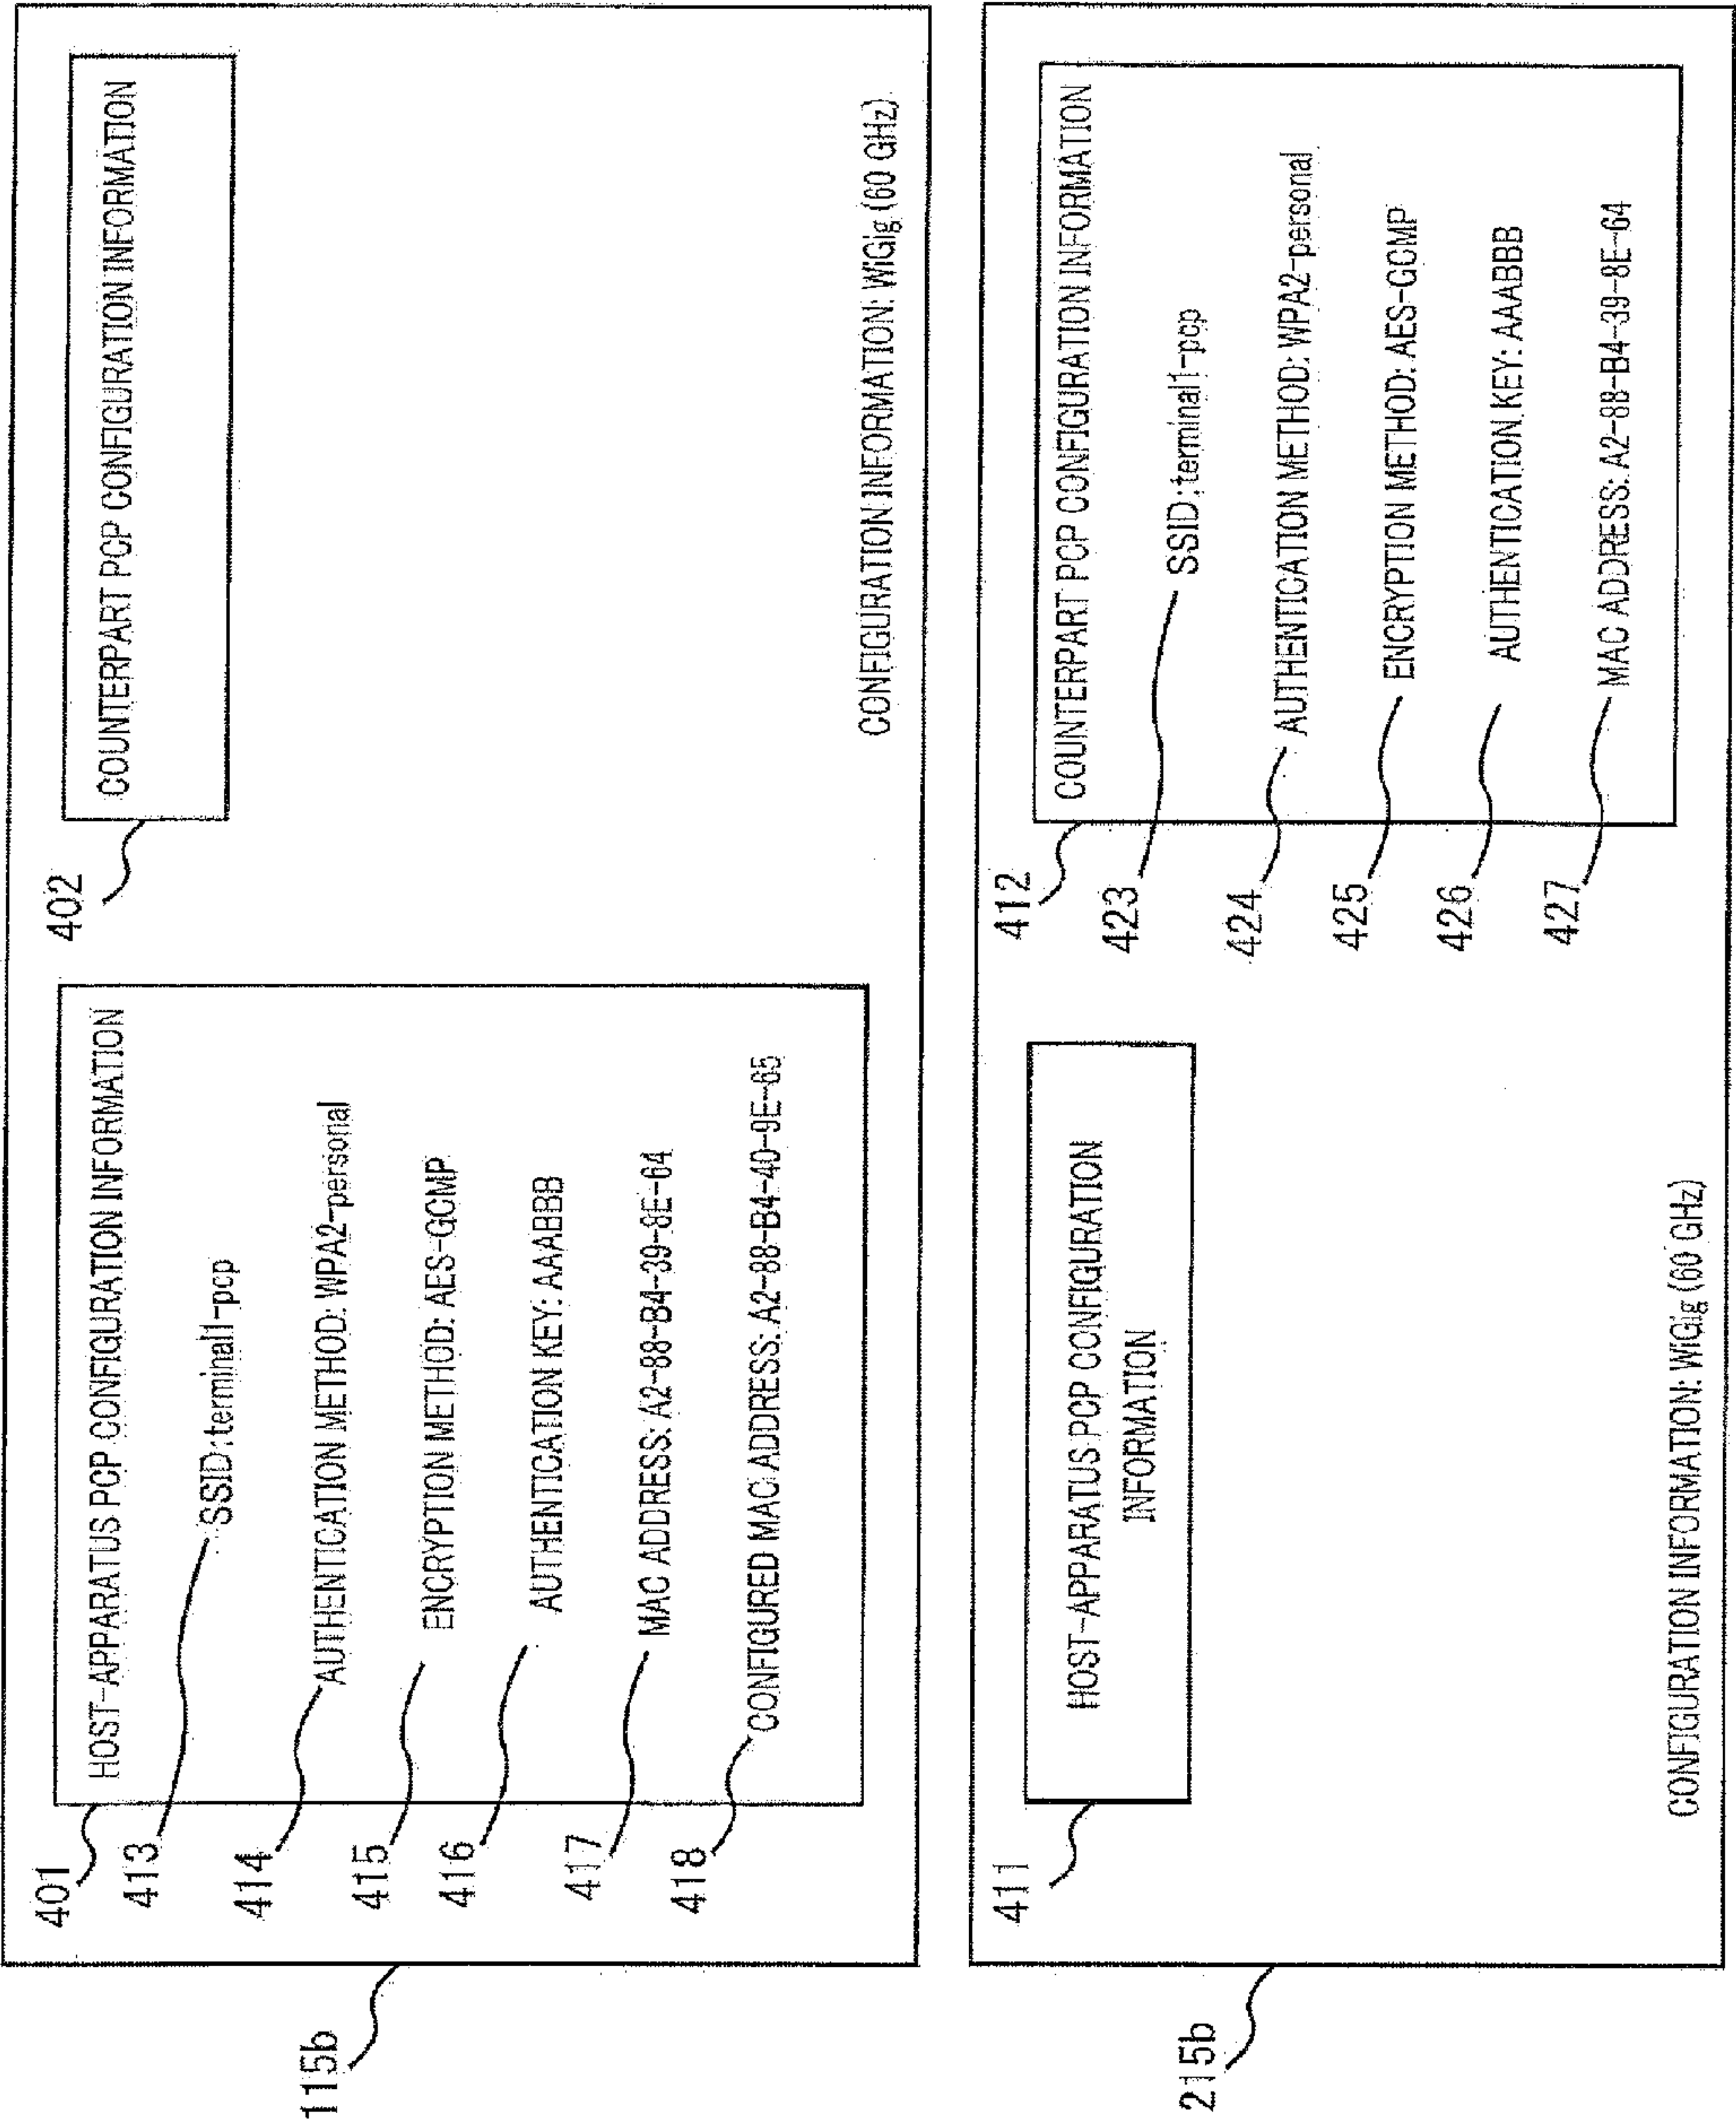 115b
401
HOST-APPARATUS PCP CONFIGURATION INFORMATION
413
SSID:terminal1-pcp
414
AUTHENTICATION METHOD: WPA2-personal
415
ENCRYPTION METHOD: AES-GCMP
416
AUTHENTICATION KEY: AAABBB
417
MAC ADDRESS: A2-88-B4-39-8E-64
418
CONFIGURED MAC ADDRESS: A2-88-B4-40-9E-65
402
COUNTERPART PCP CONFIGURATION INFORMATION
CONFIGURATION INFORMATION: WiGig (60 GHz)
215b
411
HOST-APPARATUS PCP CONFIGURATION
INFORMATION
CONFIGURATION INFORMATION: WiGig (60 GHz)
412
COUNTERPART PCP CONFIGURATION INFORMATION
423
SSID:terminal1-pcp
424
AUTHENTICATION METHOD: WPA2-personal
425
ENCRYPTION METHOD: AES-GCMP
426
AUTHENTICATION KEY: AAABBB
427
MAC ADDRESS: A2-88-B4-39-8E-64